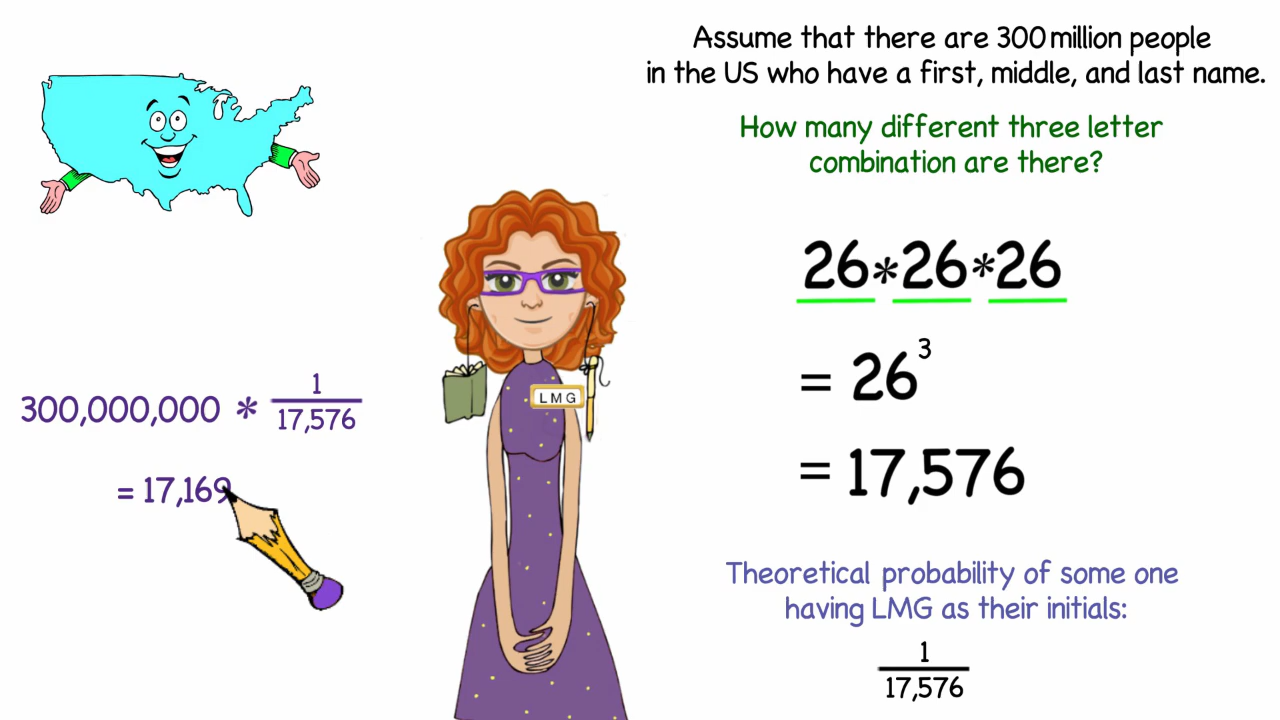 Assume that there are 300 million people
in the US who have a first, middle, and last name.
How many different three letter
combination are there?
26*26*26
= 26³
= 17,576
Theoretical probability of some one
having LMG as their initials:
1
17,576
LMG
300,000,000 * 1
17,576
= 17,169